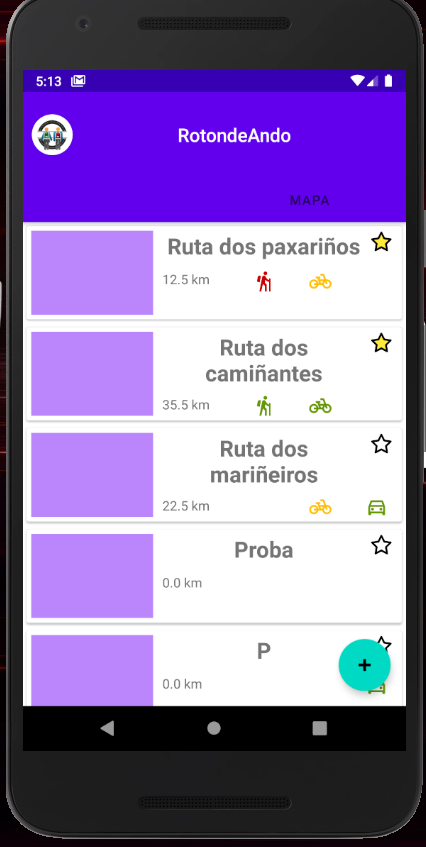 5:13
RotondeAndo
MAPA
Ruta dos paxariños
12.5 km
Ruta dos
camiñantes
35.5 km
Ruta dos
mariñeiros
22.5 km
Proba
0.0 km
P
0.0 km
+